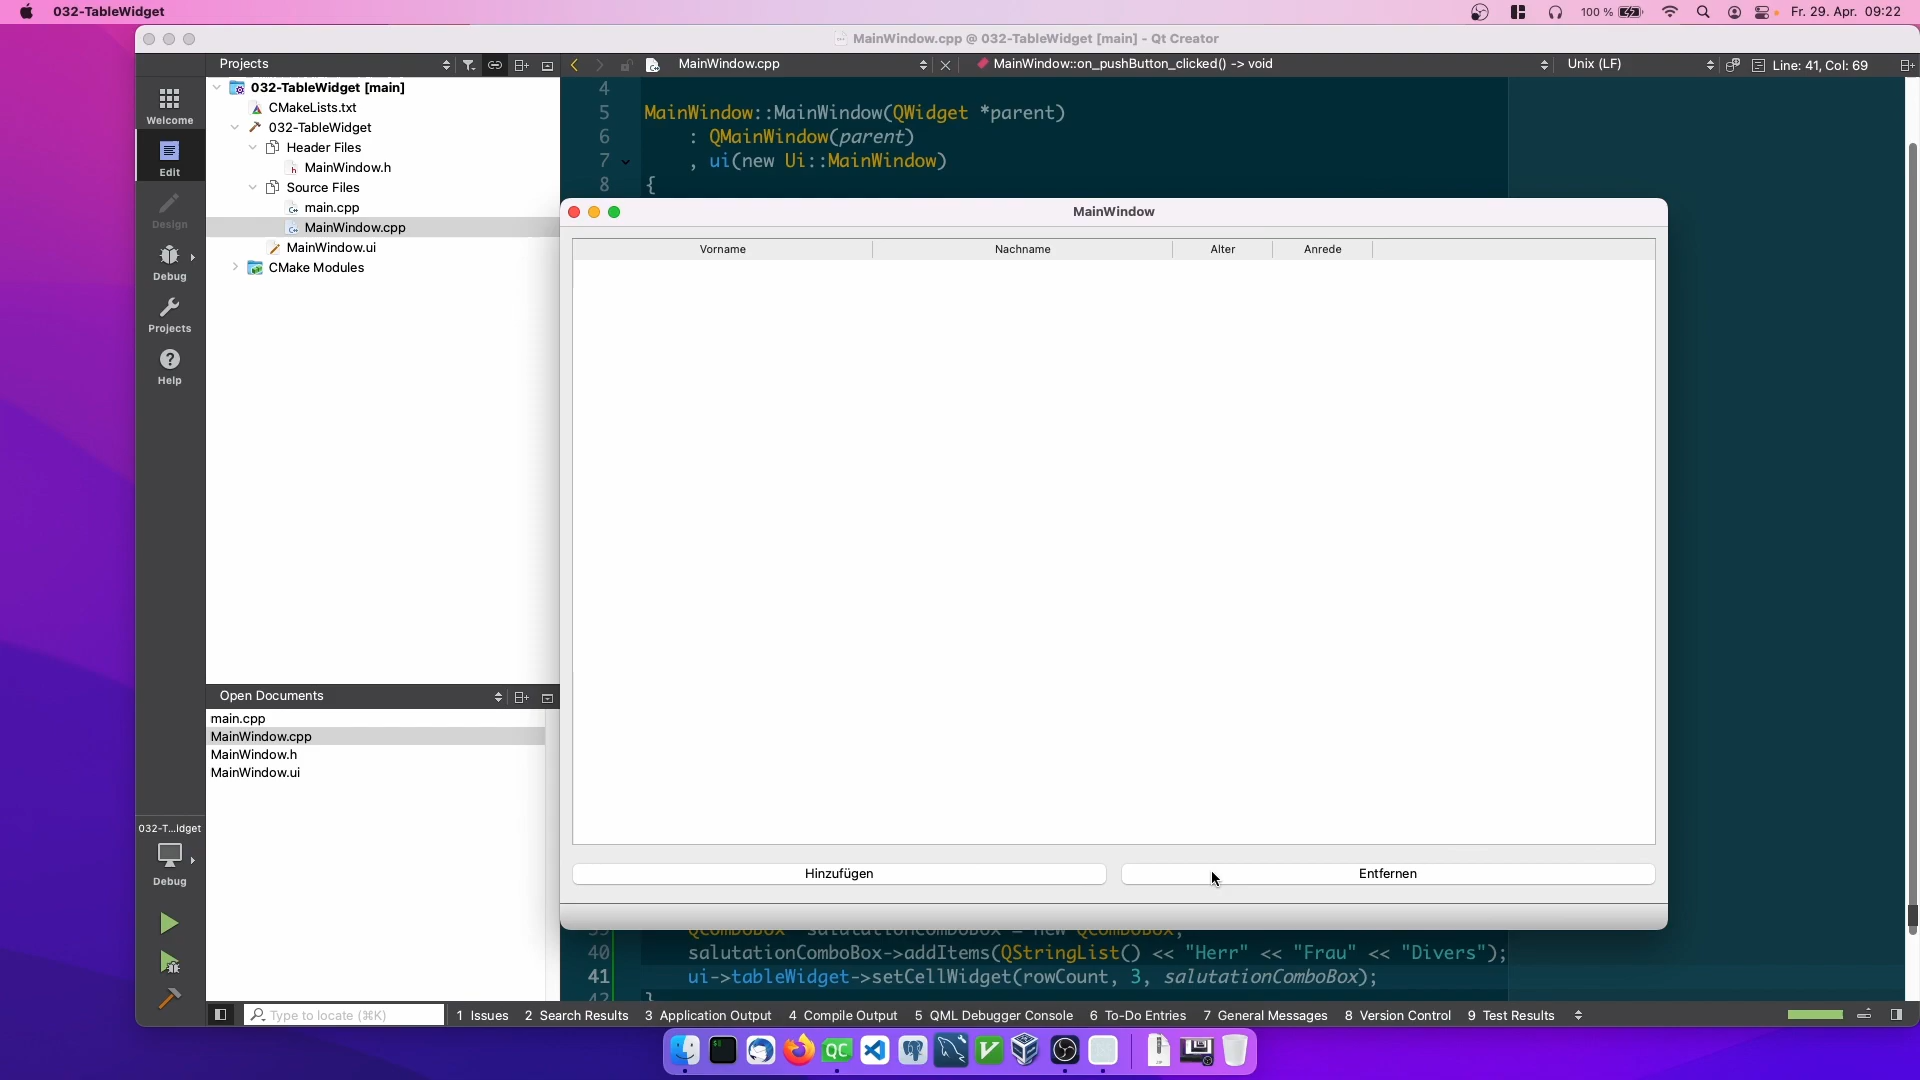 032-TableWidget
100 %
Fr. 29. Apr. 09:22
MainWindow.cpp @ 032-TableWidget [main] - Qt Creator
Projects
MainWindow.cpp
MainWindow::on_pushButton_clicked() -> void
Unix (LF)
Line: 41, Col: 69
Welcome
Edit
Design
Debug
Projects
Help
032-TableWidget [main]
CMakeLists.txt
032-TableWidget
Header Files
MainWindow.h
Source Files
main.cpp
MainWindow.cpp
MainWindow.ui
CMake Modules
4
5 MainWindow::MainWindow(QWidget *parent)
6 : QMainWindow(parent)
7 , ui(new Ui::MainWindow)
8 {
MainWindow
Vorname Nachname Alter Anrede
Hinzufügen
Entfernen
40 salutationComboBox->addItems(QStringList() << "Herr" << "Frau" << "Divers");
41 ui->tableWidget->setCellWidget(rowCount, 3, salutationComboBox);
42 }
Open Documents
main.cpp
MainWindow.cpp
MainWindow.h
MainWindow.ui
032-T...idget
Debug
Type to locate (⌘K)
1 Issues
2 Search Results
3 Application Output
4 Compile Output
5 QML Debugger Console
6 To-Do Entries
7 General Messages
8 Version Control
9 Test Results
QC